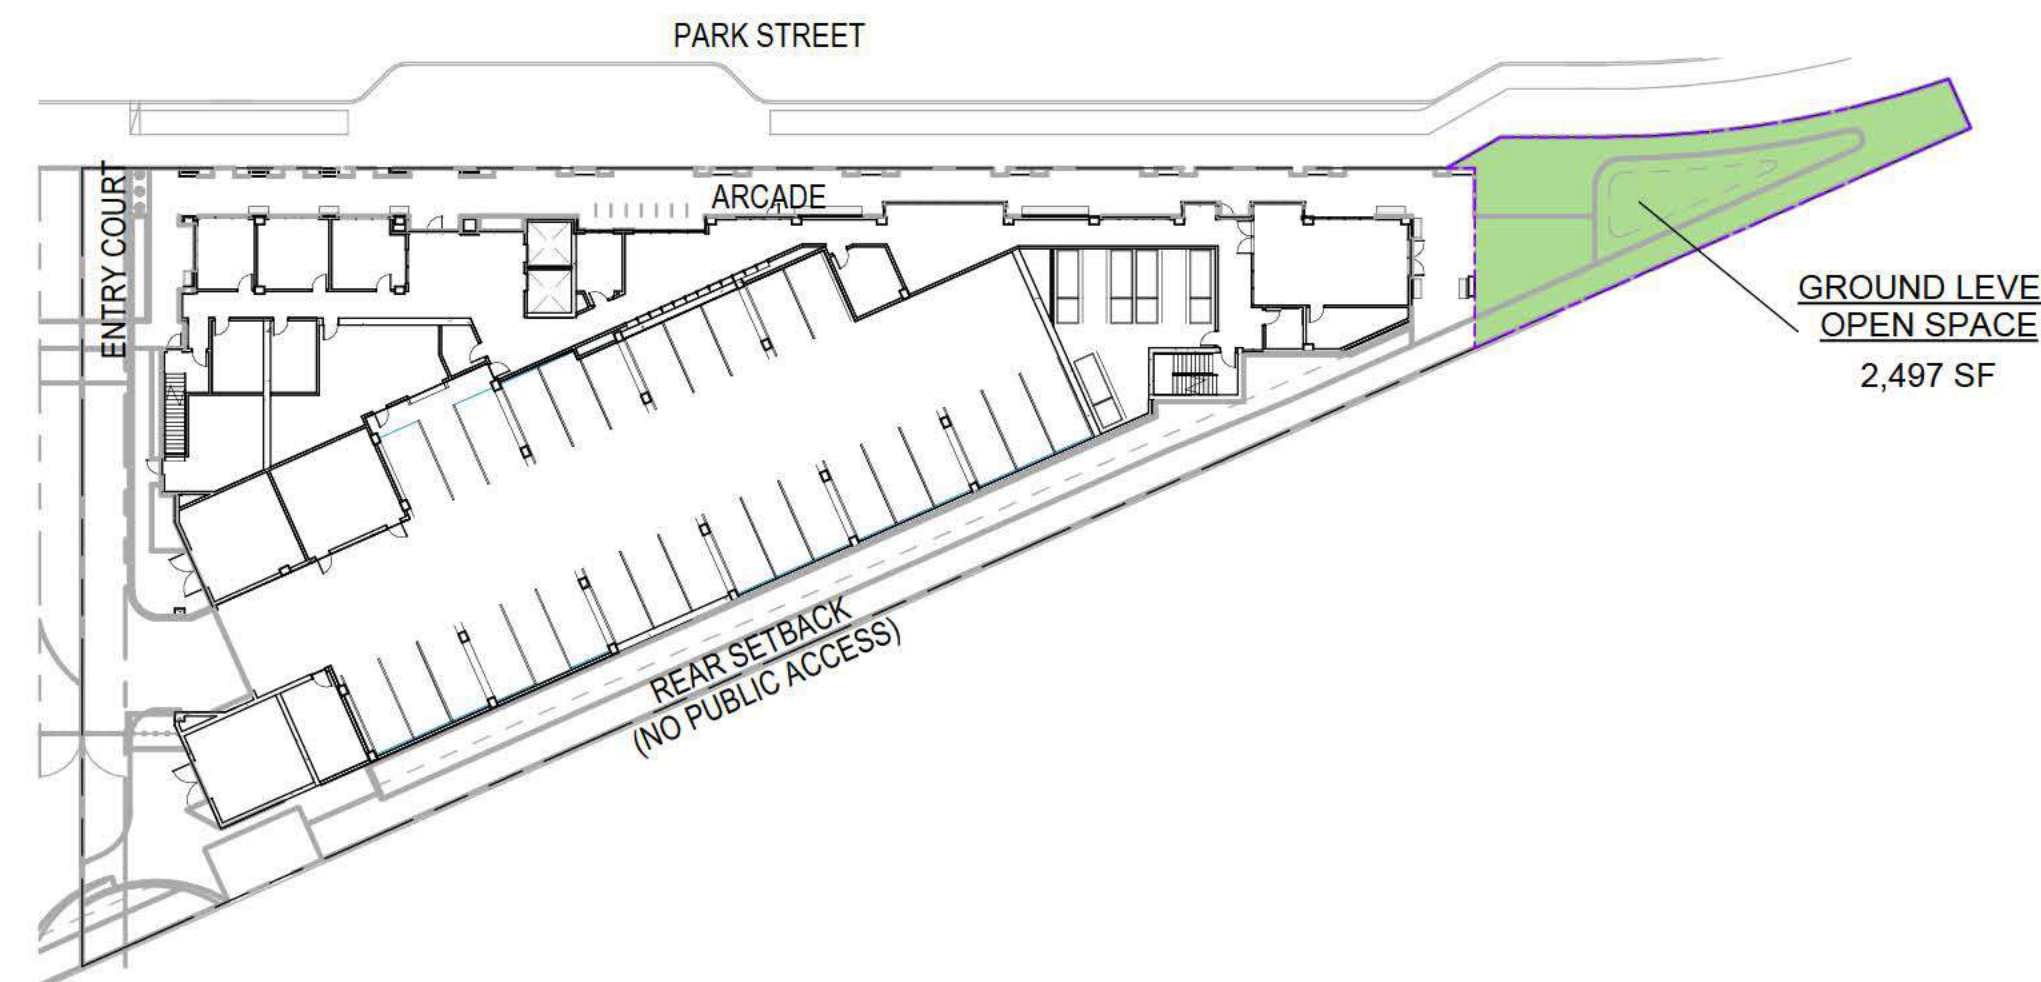 PARK STREET
ENTRY COURT
ARCADE
GROUND LEVE
OPEN SPACE
2,497 SF
REAR SETBACK
(NO PUBLIC ACCESS)